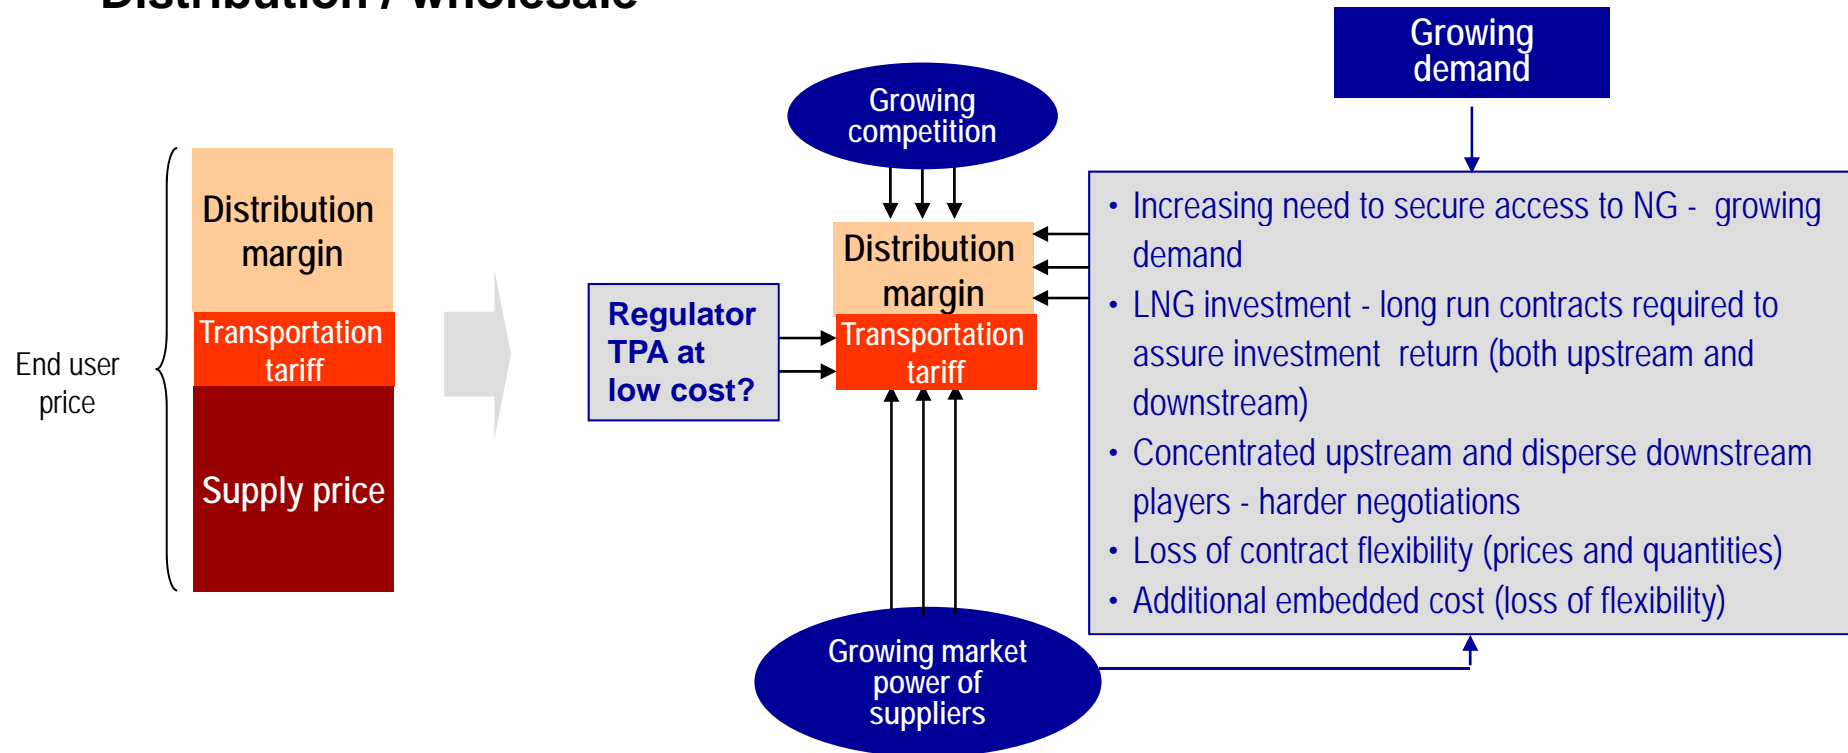 Distribution / wholesale
Growing
demand
Growing
competition
Distribution
margin
Transportation
tariff
Supply price
End user
price
Regulator
TPA at
low cost?
Distribution
margin
Transportation
tariff
Growing market
power of
suppliers
• Increasing need to secure access to NG - growing
demand
• LNG investment - long run contracts required to
assure investment return (both upstream and
downstream)
• Concentrated upstream and disperse downstream
players - harder negotiations
• Loss of contract flexibility (prices and quantities)
• Additional embedded cost (loss of flexibility)